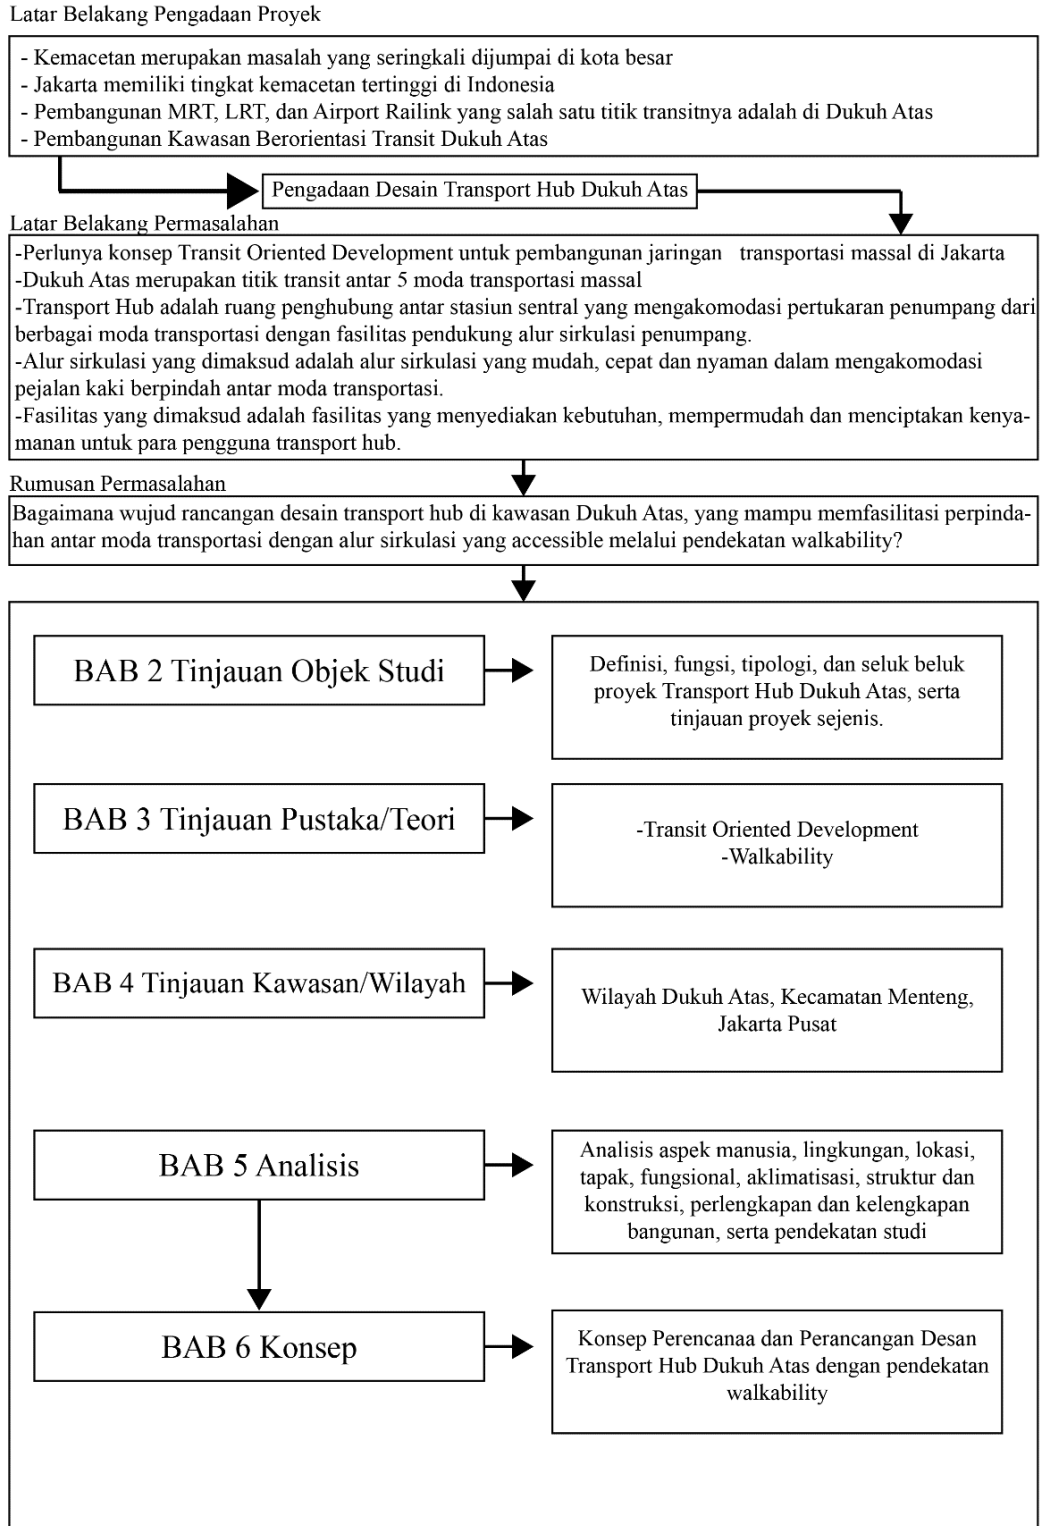 Latar Belakang Pengadaan Proyek
- Kemacetan merupakan masalah yang seringkali dijumpai di kota besar
- Jakarta memiliki tingkat kemacetan tertinggi di Indonesia
- Pembangunan MRT, LRT, dan Airport Railink yang salah satu titik transitnya adalah di Dukuh Atas
- Pembangunan Kawasan Berorientasi Transit Dukuh Atas
Pengadaan Desain Transport Hub Dukuh Atas
Latar Belakang Permasalahan
-Perlunya konsep Transit Oriented Development untuk pembangunan jaringan transportasi massal di Jakarta
-Dukuh Atas merupakan titik transit antar 5 moda transportasi massal
-Transport Hub adalah ruang penghubung antar stasiun sentral yang mengakomodasi pertukaran penumpang dari
berbagai moda transportasi dengan fasilitas pendukung alur sirkulasi penumpang.
-Alur sirkulasi yang dimaksud adalah alur sirkulasi yang mudah, cepat dan nyaman dalam mengakomodasi
pejalan kaki berpindah antar moda transportasi.
-Fasilitas yang dimaksud adalah fasilitas yang menyediakan kebutuhan, mempermudah dan menciptakan kenya-
manan untuk para pengguna transport hub.
Rumusan Permasalahan
Bagaimana wujud rancangan desain transport hub di kawasan Dukuh Atas, yang mampu memfasilitasi perpinda-
han antar moda transportasi dengan alur sirkulasi yang accessible melalui pendekatan walkability?
BAB 2 Tinjauan Objek Studi
Definisi, fungsi, tipologi, dan seluk beluk
proyek Transport Hub Dukuh Atas, serta
tinjauan proyek sejenis.
BAB 3 Tinjauan Pustaka/Teori
-Transit Oriented Development
-Walkability
BAB 4 Tinjauan Kawasan/Wilayah
Wilayah Dukuh Atas, Kecamatan Menteng,
Jakarta Pusat
BAB 5 Analisis
Analisis aspek manusia, lingkungan, lokasi,
tapak, fungsional, aklimatisasi, struktur dan
konstruksi, perlengkapan dan kelengkapan
bangunan, serta pendekatan studi
BAB 6 Konsep
Konsep Perencanaa dan Perancangan Desan
Transport Hub Dukuh Atas dengan pendekatan
walkability